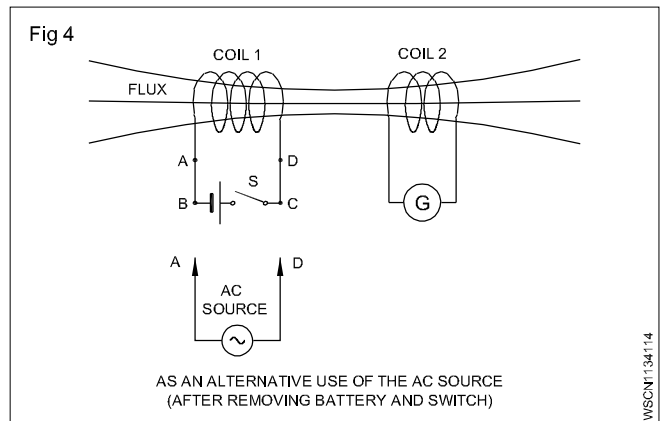 Fig 4
COIL 1
COIL 2
FLUX
A
D
S
B
C
G
A
D
AC
SOURCE
AS AN ALTERNATIVE USE OF THE AC SOURCE
(AFTER REMOVING BATTERY AND SWITCH)
WSCN1134114